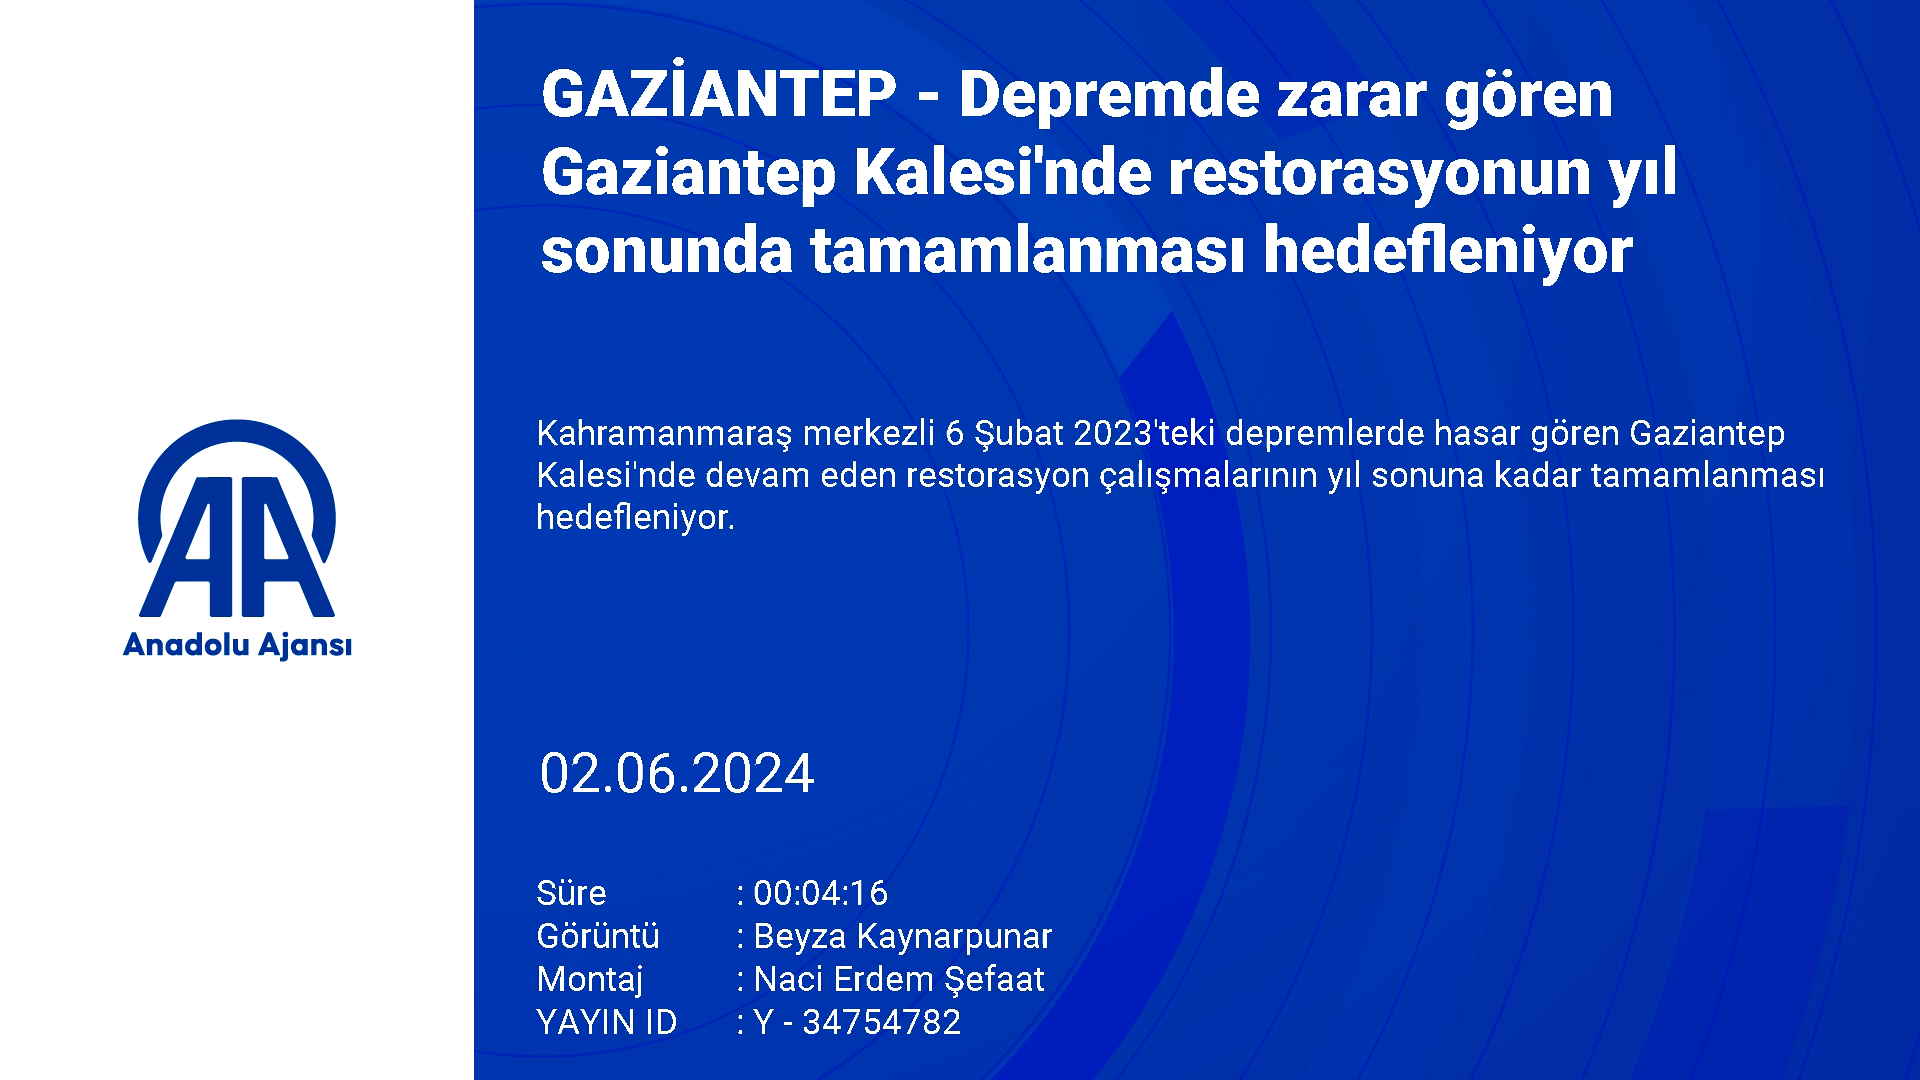 GAZİANTEP - Depremde zarar gören
Gaziantep Kalesi'nde restorasyonun yıl
sonunda tamamlanması hedefleniyor
Kahramanmaraş merkezli 6 Şubat 2023'teki depremlerde hasar gören Gaziantep
Kalesi'nde devam eden restorasyon çalışmalarının yıl sonuna kadar tamamlanması
hedefleniyor.
AA
Anadolu Ajansı
02.06.2024
Süre : 00:04:16
Görüntü : Beyza Kaynarpunar
Montaj : Naci Erdem Şefaat
YAYIN ID : Y - 34754782